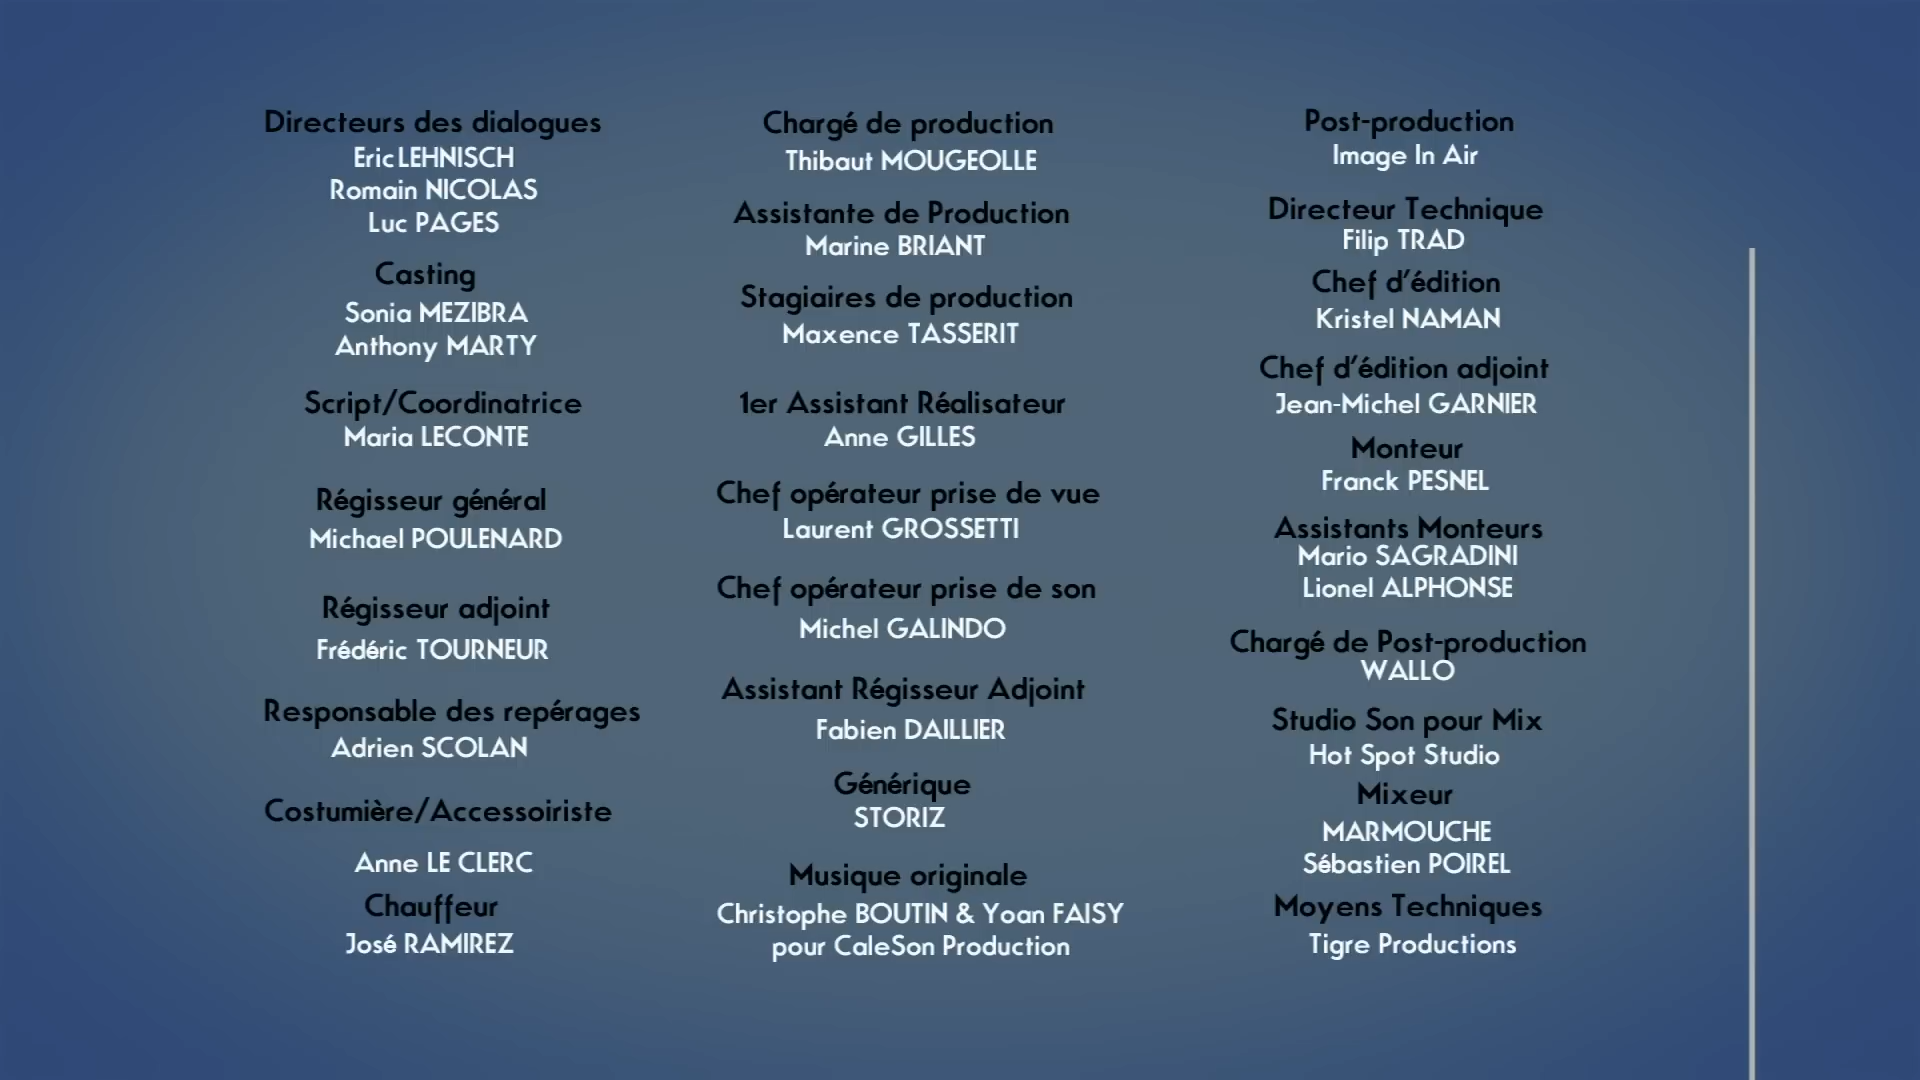 Directeurs des dialogues
Eric LEHNISCH
Romain NICOLAS
Luc PAGES
Casting
Sonia MEZIBRA
Anthony MARTY
Script/Coordinatrice
Maria LECONTE
Régisseur général
Michael POULENARD
Régisseur adjoint
Frédéric TOURNEUR
Responsable des repérages
Adrien SCOLAN
Costumière/Accessoiriste
Anne LE CLERC
Chauffeur
José RAMIREZ
Chargé de production
Thibaut MOUGEOLLE
Assistante de Production
Marine BRIANT
Stagiaires de production
Maxence TASSERIT
1er Assistant Réalisateur
Anne GILLES
Chef opérateur prise de vue
Laurent GROSSETTI
Chef opérateur prise de son
Michel GALINDO
Assistant Régisseur Adjoint
Fabien DAILLIER
Générique
STORIZ
Musique originale
Christophe BOUTIN & Yoan FAISY
pour CaleSon Production
Post-production
Image In Air
Directeur Technique
Filip TRAD
Chef d'édition
Kristel NAMAN
Chef d'édition adjoint
Jean-Michel GARNIER
Monteur
Franck PESNEL
Assistants Monteurs
Mario SAGRADINI
Lionel ALPHONSE
Chargé de Post-production
WALLO
Studio Son pour Mix
Hot Spot Studio
Mixeur
MARMOUCHE
Sébastien POIREL
Moyens Techniques
Tigre Productions